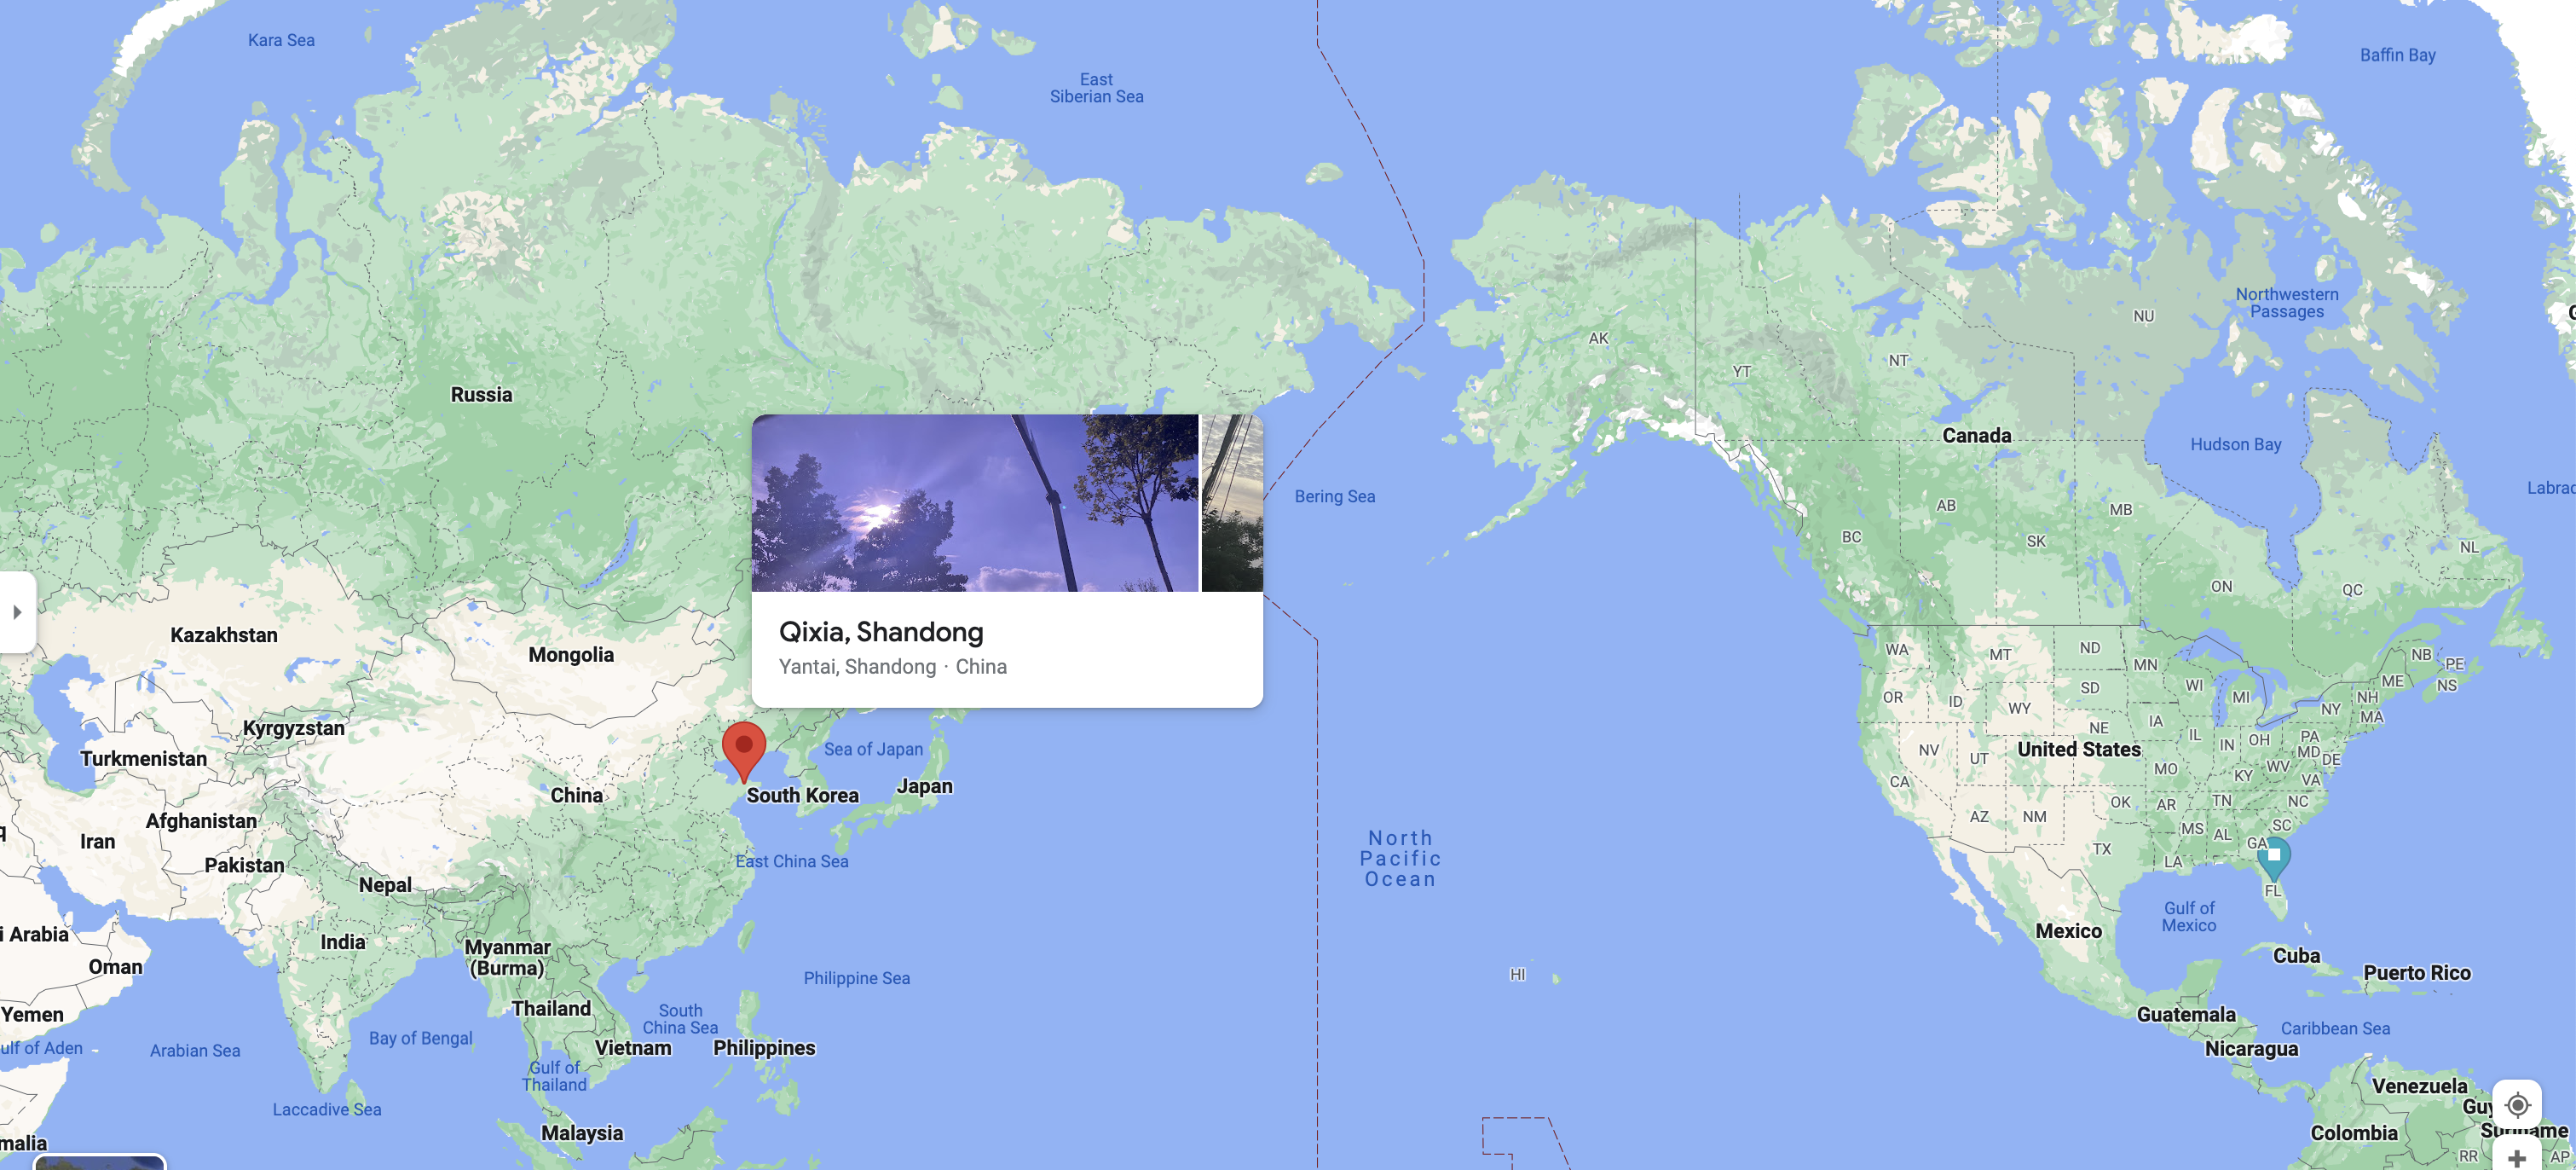 Kara Sea
East
Siberian Sea
Baffin Bay
Northwestern
Passages
NU
AK
YT
NT
Russia
Canada
Hudson Bay
Bering Sea
AB
MB
BC
SK
NL
ON
QC
Qixia, Shandong
Yantai, Shandong · China
Kazakhstan
Mongolia
WA
MT
ND
MN
NB
PE
OR
ID
SD
WI
MI
ME
NS
NH
WY
NY
MA
Kyrgyzstan
Turkmenistan
NE
IA
IL
IN
OH
PA
MD
DE
Sea of Japan
NV
UT
United States
MO
KY
WV
VA
CA
China
South Korea
Japan
OK
AR
TN
NC
Afghanistan
Iran
AZ
NM
MS
AL
SC
GA
Pakistan
East China Sea
North
Pacific
Ocean
TX
LA
Nepal
FL
Gulf of
Mexico
i Arabia
India
Myanmar
(Burma)
Mexico
Oman
Philippine Sea
HI
Cuba
Puerto Rico
Yemen
Thailand
South
China Sea
Guatemala
Caribbean Sea
ulf of Aden
Arabian Sea
Bay of Bengal
Vietnam
Philippines
Nicaragua
Gulf of
Thailand
Laccadive Sea
Venezuela
Malaysia
Colombia
malia
RR
AP